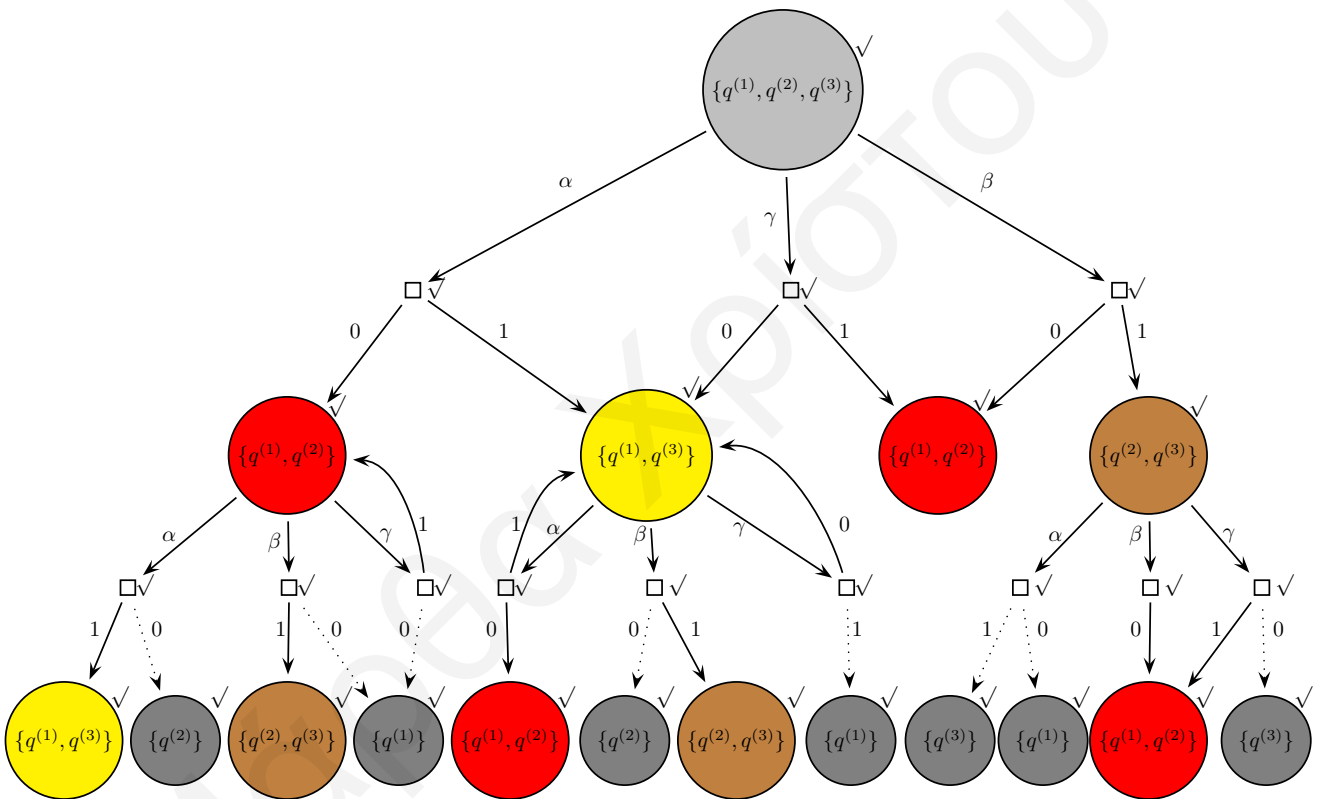 √
{q^{(1)}, q^{(2)}, q^{(3)}}
α γ β
√ √ √
0 1 0 1 0 1
√ √ √ √
{q^{(1)}, q^{(2)}} {q^{(1)}, q^{(3)}} {q^{(1)}, q^{(2)}} {q^{(2)}, q^{(3)}}
α β γ 1 1 α β γ 0 α β γ
√ √ √ √ √ √ √ √ √
1 0 1 0 0 0 0 1 1 1 0 0 1 0
√ √ √ √ √ √ √ √ √ √ √ √
{q^{(1)}, q^{(3)}} {q^{(2)}} {q^{(2)}, q^{(3)}} {q^{(1)}} {q^{(1)}, q^{(2)}} {q^{(2)}} {q^{(2)}, q^{(3)}} {q^{(1)}} {q^{(3)}} {q^{(1)}} {q^{(1)}, q^{(2)}} {q^{(3)}}
Μάρθα Χρίστου